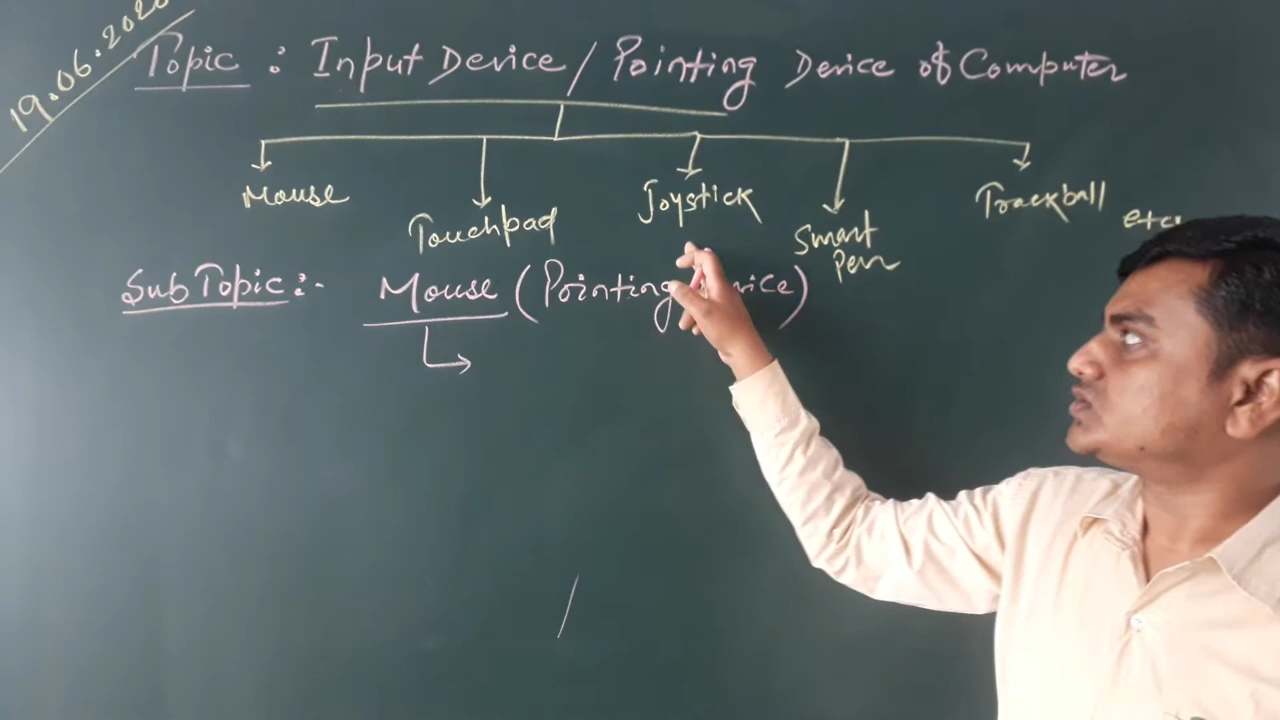 19.06.2020
Topic : Input Device / Pointing Device of Computer
Mouse Touchpad Joystick Smart Pen Trackball etc.
Sub Topic :- Mouse (Pointing Device)